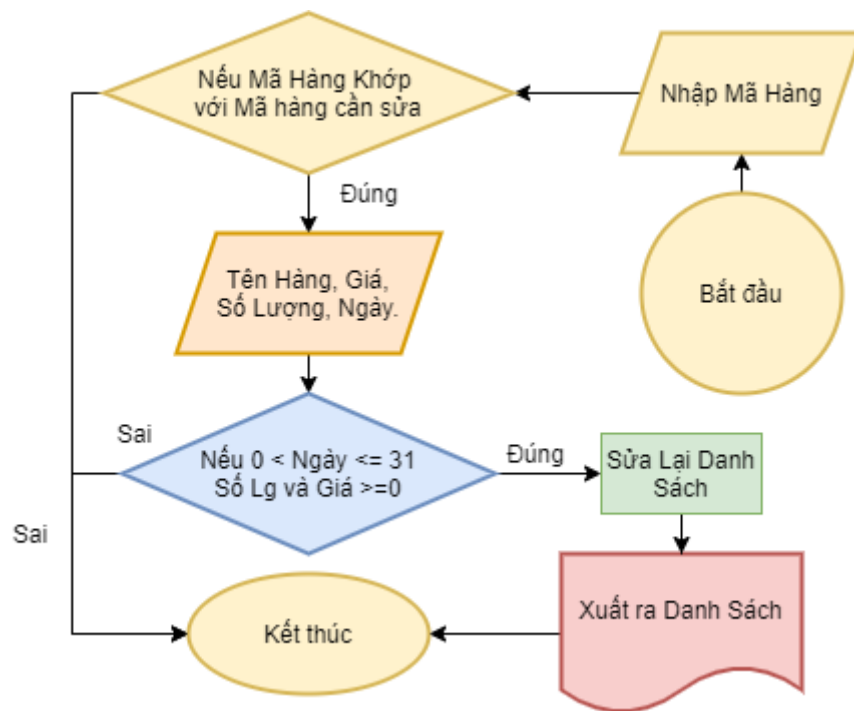 Nếu Mã Hàng Khớp
với Mã hàng cần sửa
Nhập Mã Hàng
Đúng
Bắt đầu
Tên Hàng, Giá,
Số Lượng, Ngày.
Sai
Nếu 0 < Ngày <= 31
Số Lg và Giá >=0
Đúng
Sửa Lại Danh
Sách
Sai
Xuất ra Danh Sách
Kết thúc